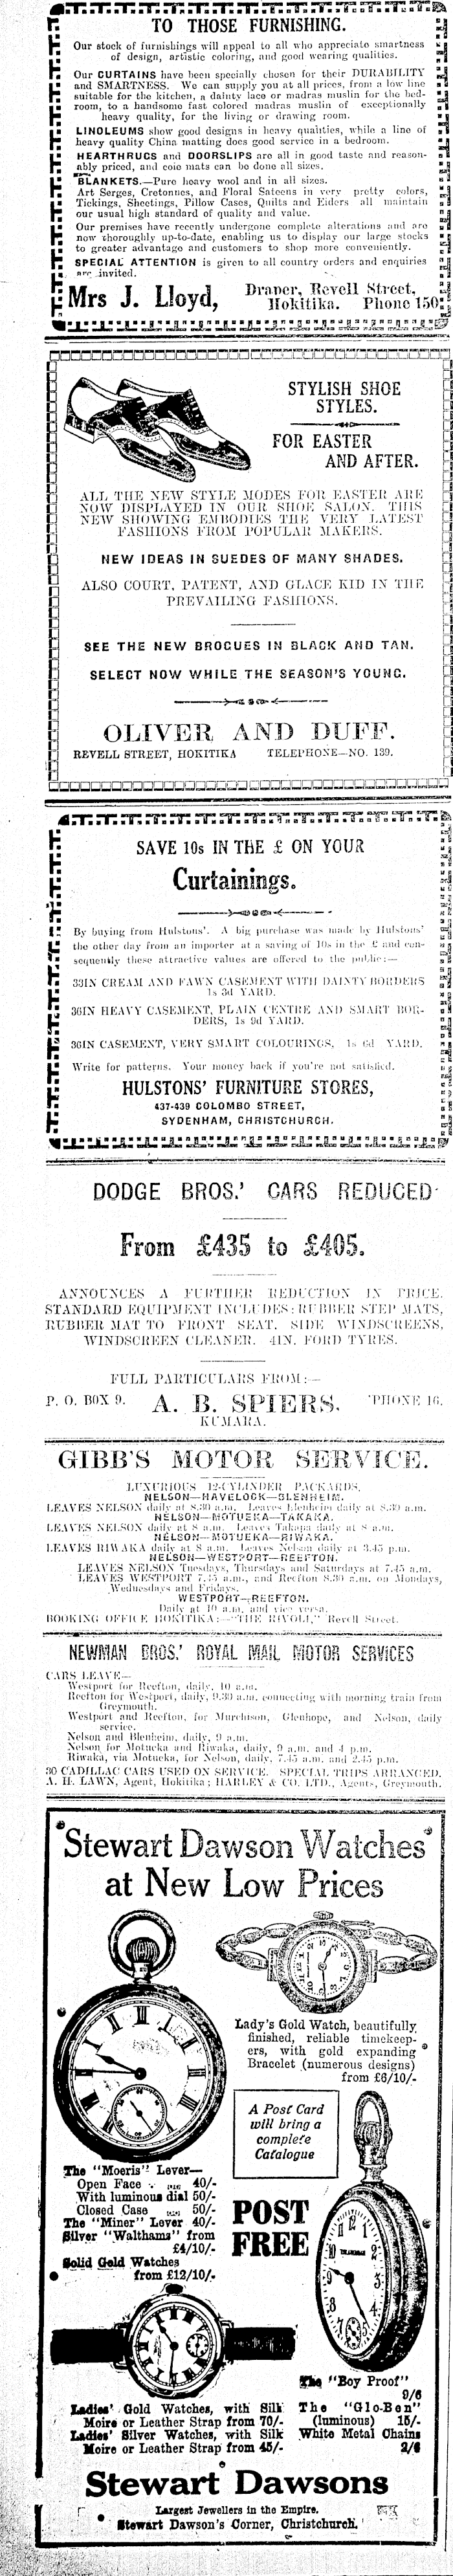 TO THOSE FURNISHING.
Our stock of furnishings will appeal to all who appreciate smartness
of design, artistic coloring, and good wearing qualities.
Our CURTAINS have been specially chosen for their DURABILITY
and SMARTNESS. We can supply you at all prices, from a low line
suitable for the kitchen, a dainty lace or madras muslin for the bed-
room, to a handsome fast colored madras muslin of exceptionally
heavy quality, for the living or drawing room.
LINOLEUMS show good designs in heavy qualities, while a line of
heavy quality China matting does good service in a bedroom.
HEARTHRUGS and DOORSLIPS are all in good taste and reason-
ably priced, and coir mats can be done all sizes.
BLANKETS.—Pure heavy wool and in all sizes.
Art Serges, Cretonnes, and Floral Sateens in very pretty colors,
Tickings, Sheetings, Pillow Cases, Quilts and Eiders all maintain
our usual high standard of quality and value.
Our premises have recently undergone complete alterations and are
now thoroughly up-to-date, enabling us to display our large stocks
to greater advantage and customers to shop more conveniently.
SPECIAL ATTENTION is given to all country orders and enquiries
are invited.
Mrs J. Lloyd, Draper, Revell Street,
Hokitika. Phone 150
STYLISH SHOE
STYLES.
FOR EASTER
AND AFTER.
ALL THE NEW STYLE MODES FOR EASTER ARE
NOW DISPLAYED IN OUR SHOE SALON. THIS
NEW SHOWING EMBODIES THE VERY LATEST
FASHIONS FROM POPULAR MAKERS.
NEW IDEAS IN SUEDES OF MANY SHADES.
ALSO COURT, PATENT, AND GLACE KID IN THE
PREVAILING FASHIONS.
SEE THE NEW BROGUES IN BLACK AND TAN.
SELECT NOW WHILE THE SEASON'S YOUNG.
OLIVER AND DUFF.
REVELL STREET, HOKITIKA TELEPHONE—NO. 139.
SAVE 10s IN THE £ ON YOUR
Curtainings.
By buying from Hulstons'. A big purchase was made by Hulstons'
the other day from an importer at a saving of 10s in the £ and con-
sequently these attractive values are offered to the public:—
33IN CREAM AND FAWN CASEMENT WITH DAINTY BORDERS
1s 3d YARD.
36IN HEAVY CASEMENT, PLAIN CENTRE AND SMART BOR-
DERS, 1s 9d YARD.
36IN CASEMENT, VERY SMART COLOURINGS, 1s 6d YARD.
Write for patterns. Your money back if you're not satisfied.
HULSTONS' FURNITURE STORES,
437-439 COLOMBO STREET,
SYDENHAM, CHRISTCHURCH.
DODGE BROS.' CARS REDUCED
From £435 to £405.
ANNOUNCES A FURTHER REDUCTION IN PRICE.
STANDARD EQUIPMENT INCLUDES: RUBBER STEP MATS,
RUBBER MAT TO FRONT SEAT. SIDE WINDSCREENS,
WINDSCREEN CLEANER. 4IN. FORD TYRES.
FULL PARTICULARS FROM:—
P. O. BOX 9. A. B. SPIERS. 'PHONE 16.
KUMARA.
GIBB'S MOTOR SERVICE.
LUXURIOUS 12-CYLINDER PACKARDS.
NELSON—HAVELOCK—BLENHEIM.
LEAVES NELSON daily at 8.30 a.m. Leaves Blenheim daily at 8.30 a.m.
NELSON—MOTUEKA—TAKAKA.
LEAVES NELSON daily at 8 a.m. Leaves Takaka daily at 8 a.m.
NELSON—MOTUEKA—RIWAKA.
LEAVES RIWAKA daily at 8 a.m. Leaves Nelson daily at 3.45 p.m.
NELSON—WESTPORT—REEFTON.
LEAVES NELSON Tuesdays, Thursdays and Saturdays at 7.45 a.m.
LEAVES WESTPORT 7.15 a.m., and Reefton 8.30 a.m. on Mondays,
Wednesdays and Fridays.
WESTPORT—REEFTON.
Daily at 10 a.m. and vice versa.
BOOKING OFFICE HOKITIKA:—"THE RIVOLI," Revell Street.
NEWMAN BROS.' ROYAL MAIL MOTOR SERVICES
CARS LEAVE—
Westport for Reefton, daily, 10 a.m.
Reefton for Westport, daily, 9.30 a.m. connecting with morning train from
Greymouth.
Westport and Reefton, for Murchison, Glenhope, and Nelson, daily
service.
Nelson and Blenheim, daily, 9 a.m.
Nelson for Motueka and Riwaka, daily, 9 a.m. and 4 p.m.
Riwaka, via Motueka, for Nelson, daily, 7.45 a.m. and 2.45 p.m.
30 CADILLAC CARS USED ON SERVICE. SPECIAL TRIPS ARRANGED.
A. H. LAWN, Agent, Hokitika; HARLEY & CO. LTD., Agents, Greymouth.
Stewart Dawson Watches
at New Low Prices
Lady's Gold Watch, beautifully
finished, reliable timekeep-
ers, with gold expanding
Bracelet (numerous designs)
from £6/10/-
A Post Card
will bring a
complete
Catalogue
The "Moeris" Lever—
Open Face 40/-
With luminous dial 50/-
Closed Case 50/-
The "Miner" Lever 40/-
Silver "Walthams" from
£4/10/-
Solid Gold Watches
from £12/10/-
POST
FREE
The "Boy Proof"
9/6
The "Glo-Ben"
(luminous) 15/-
White Metal Chains
2/6
Ladies' Gold Watches, with Silk
Moire or Leather Strap from 70/-
Ladies' Silver Watches, with Silk
Moire or Leather Strap from 45/-
Stewart Dawsons
Largest Jewellers in the Empire.
Stewart Dawson's Corner, Christchurch.